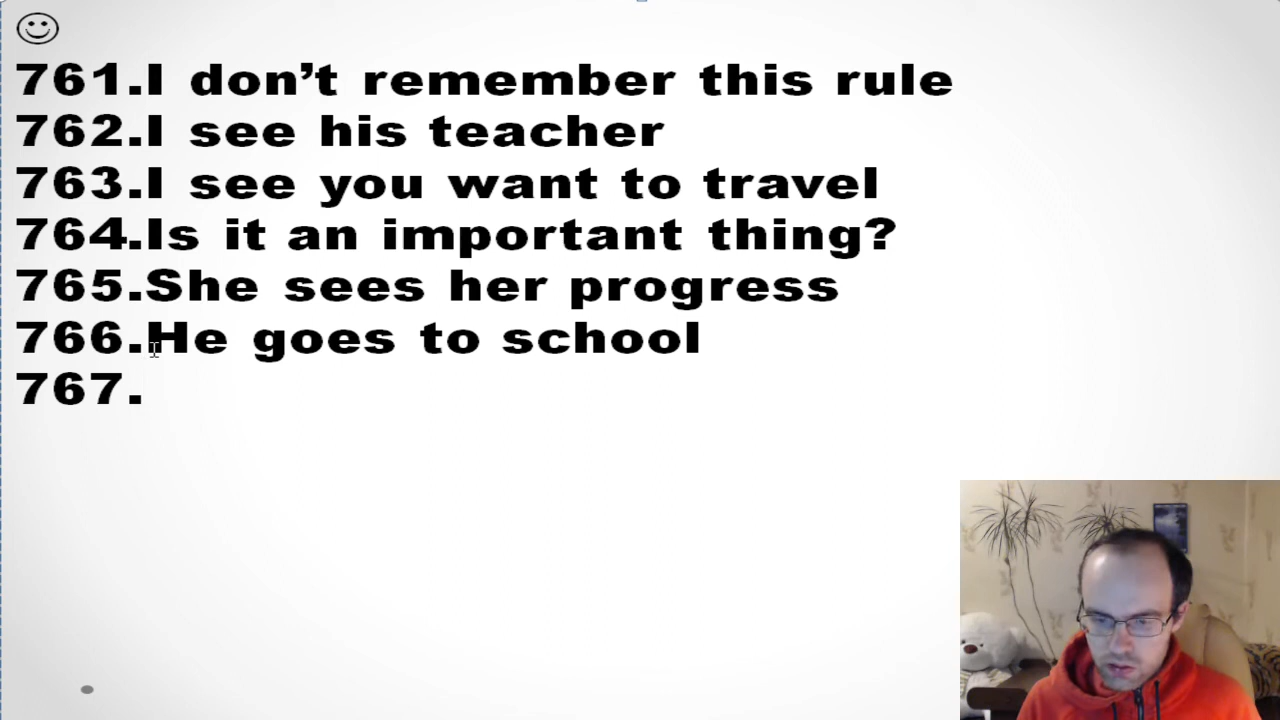 761.I don’t remember this rule
762.I see his teacher
763.I see you want to travel
764.Is it an important thing?
765.She sees her progress
766.He goes to school
767.